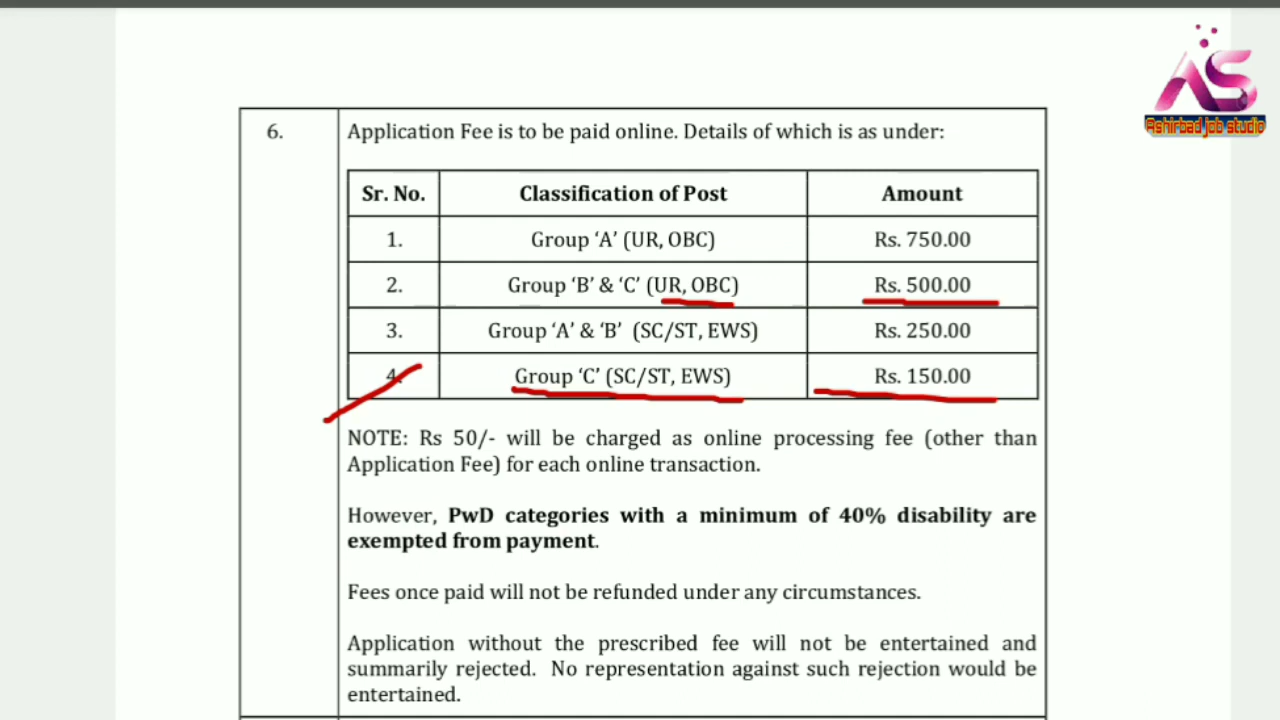 AS
Ashirbad job studio
6.
Application Fee is to be paid online. Details of which is as under:
Sr. No. Classification of Post Amount
1. Group ‘A’ (UR, OBC) Rs. 750.00
2. Group ‘B’ & ‘C’ (UR, OBC) Rs. 500.00
3. Group ‘A’ & ‘B’ (SC/ST, EWS) Rs. 250.00
4. Group ‘C’ (SC/ST, EWS) Rs. 150.00
NOTE: Rs 50/- will be charged as online processing fee (other than
Application Fee) for each online transaction.
However, PwD categories with a minimum of 40% disability are
exempted from payment.
Fees once paid will not be refunded under any circumstances.
Application without the prescribed fee will not be entertained and
summarily rejected. No representation against such rejection would be
entertained.